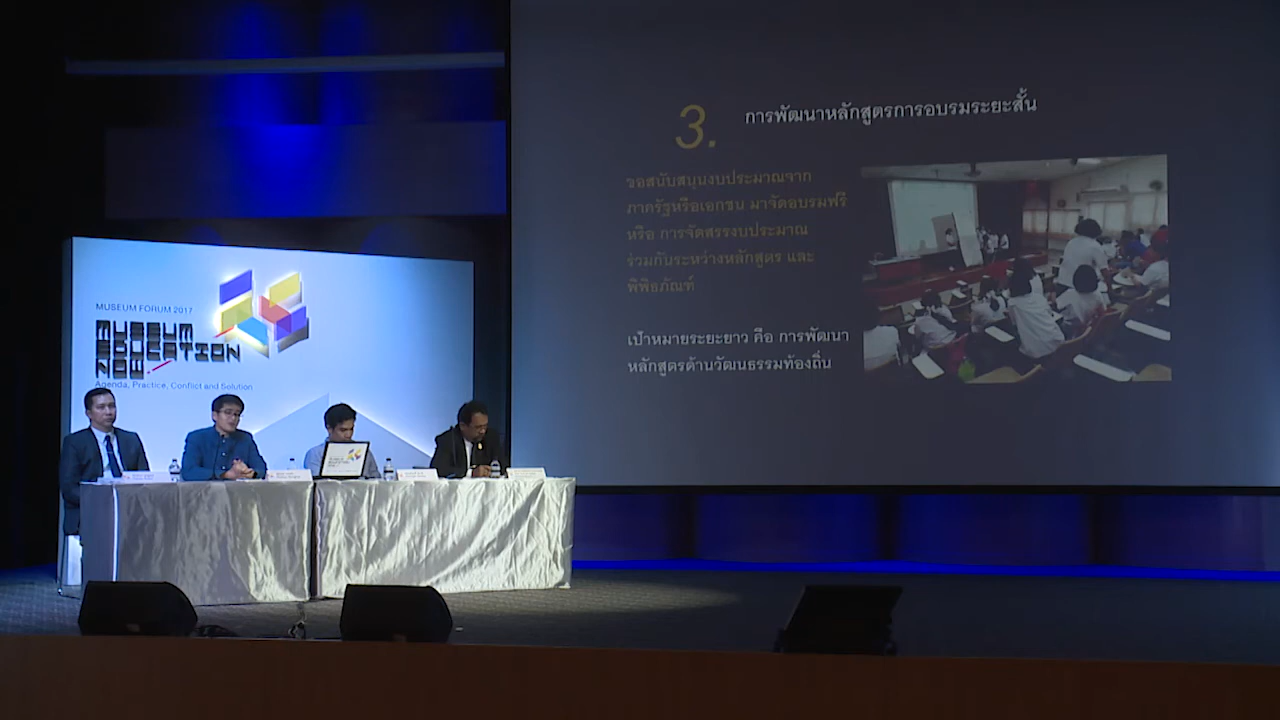 3.
การพัฒนาหลักสูตรการอบรมระยะสั้น
ขอสนับสนุนงบประมาณจาก
ภาครัฐหรือเอกชน มาจัดอบรมฟรี
หรือ การจัดสรรงบประมาณ
ร่วมกันระหว่างหลักสูตร และ
พิพิธภัณฑ์
เป้าหมายระยะยาว คือ การพัฒนา
หลักสูตรด้านวัฒนธรรมท้องถิ่น
MUSEUM FORUM 2017
MUSEUM
EDUCATION
NOW
Agenda, Practice, Conflict and Solution